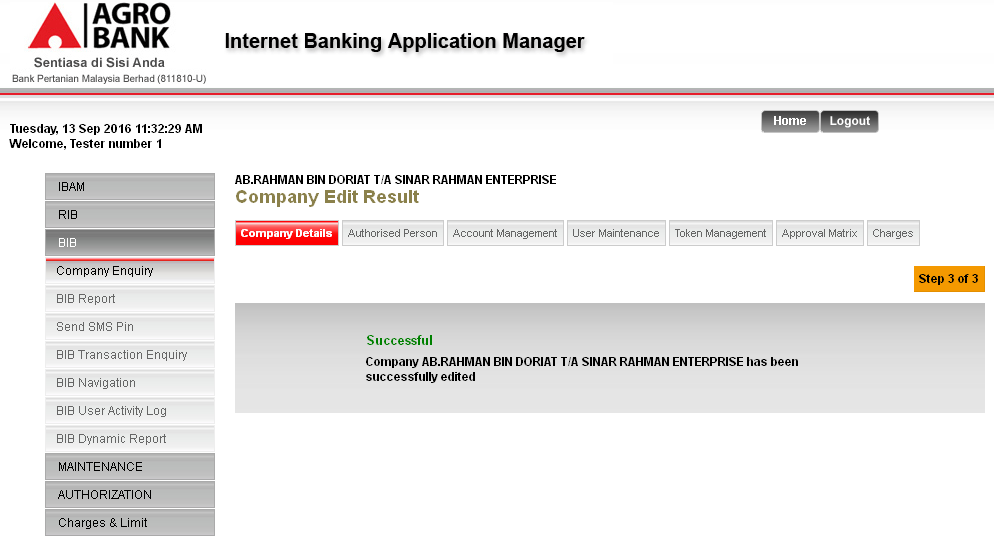 AGRO
BANK
Sentiasa di Sisi Anda
Bank Pertanian Malaysia Berhad (811810-U)
Internet Banking Application Manager
Tuesday, 13 Sep 2016 11:32:29 AM
Welcome, Tester number 1
Home
Logout
IBAM
RIB
BIB
Company Enquiry
BIB Report
Send SMS Pin
BIB Transaction Enquiry
BIB Navigation
BIB User Activity Log
BIB Dynamic Report
MAINTENANCE
AUTHORIZATION
Charges & Limit
AB.RAHMAN BIN DORIAT T/A SINAR RAHMAN ENTERPRISE
Company Edit Result
Company Details
Authorised Person
Account Management
User Maintenance
Token Management
Approval Matrix
Charges
Step 3 of 3
Successful
Company AB.RAHMAN BIN DORIAT T/A SINAR RAHMAN ENTERPRISE has been
successfully edited